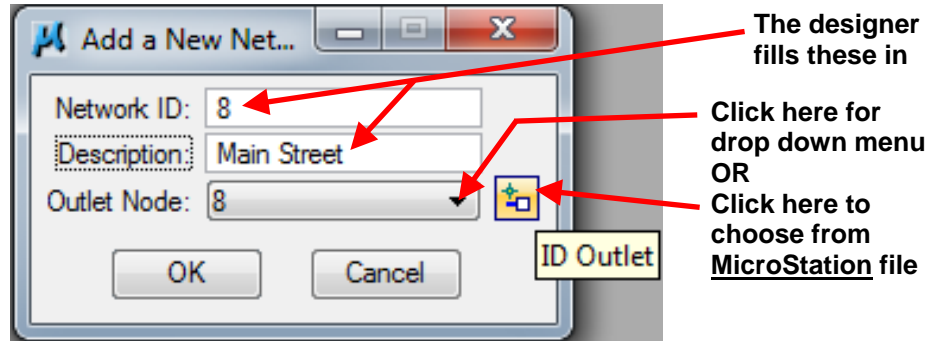 Add a New Net...
Network ID: 8
Description: Main Street
Outlet Node: 8
OK Cancel
ID Outlet
The designer
fills these in
Click here for
drop down menu
OR
Click here to
choose from
MicroStation file